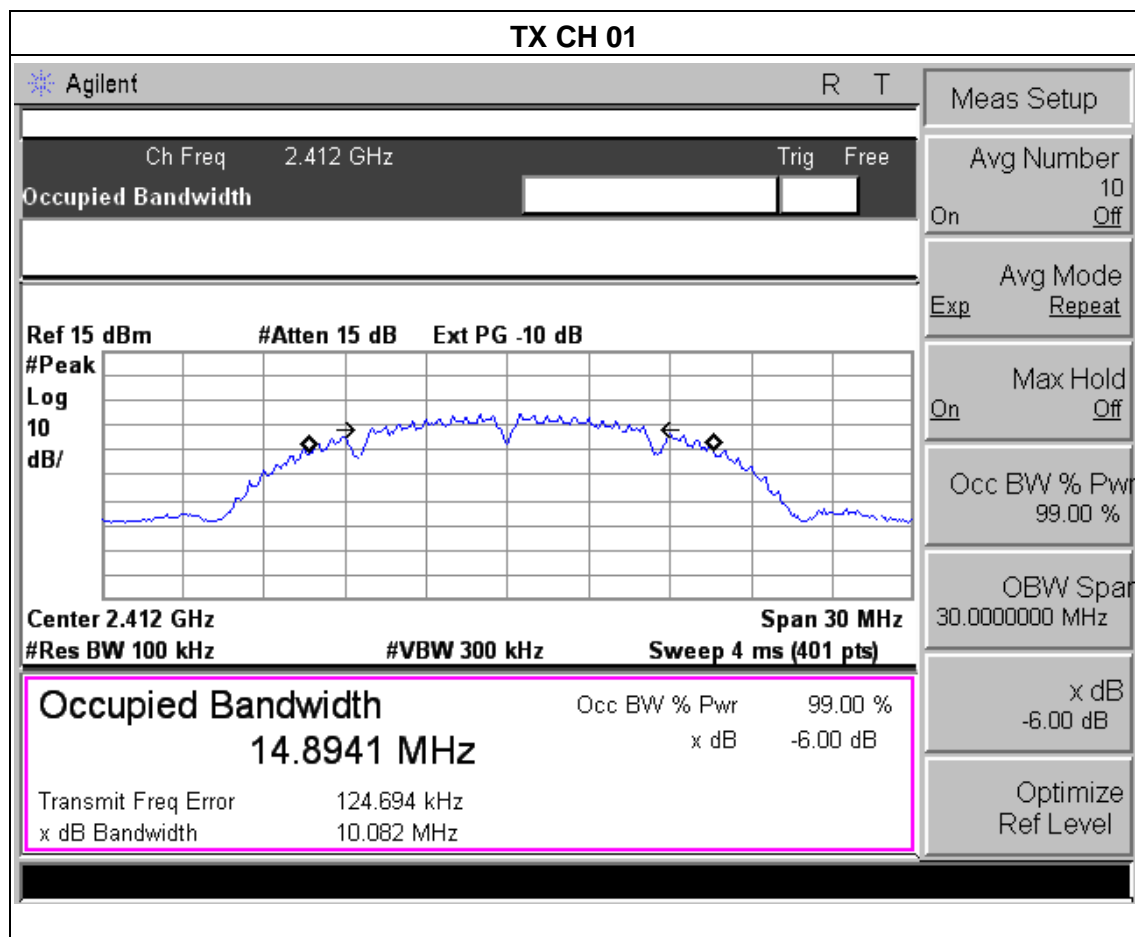 TX CH 01
Agilent R T
Meas Setup
Ch Freq 2.412 GHz Trig Free
Occupied Bandwidth
Avg Number
10
On Off
Avg Mode
Exp Repeat
Max Hold
On Off
Occ BW % Pwr
99.00 %
OBW Span
30.0000000 MHz
x dB
-6.00 dB
Optimize
Ref Level
Ref 15 dBm #Atten 15 dB Ext PG -10 dB
#Peak
Log
10
dB/
Center 2.412 GHz Span 30 MHz
#Res BW 100 kHz #VBW 300 kHz Sweep 4 ms (401 pts)
Occupied Bandwidth
14.8941 MHz
Occ BW % Pwr 99.00 %
x dB -6.00 dB
Transmit Freq Error 124.694 kHz
x dB Bandwidth 10.082 MHz